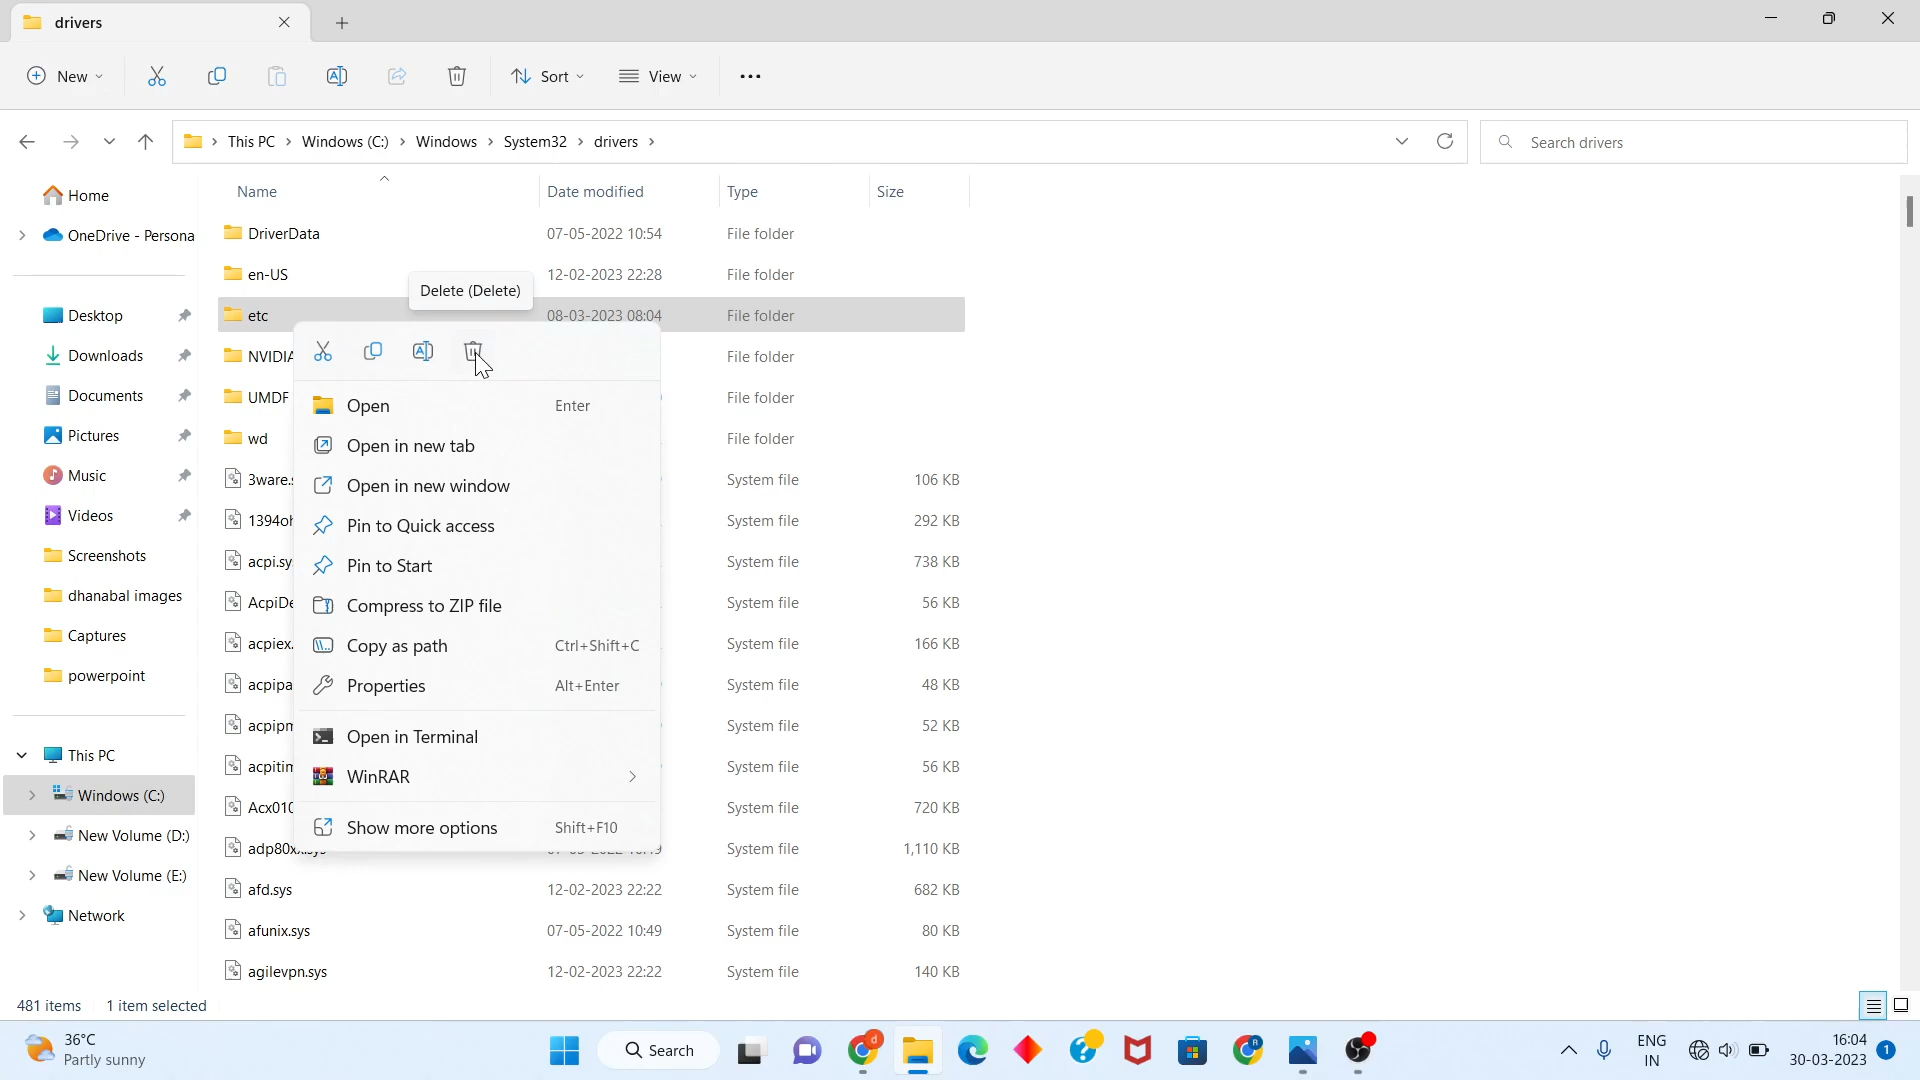 drivers
New
Sort
View
This PC
Windows (C:)
Windows
System32
drivers
Search drivers
Name
Date modified
Type
Size
Home
OneDrive - Persona
Desktop
Downloads
Documents
Pictures
Music
Videos
Screenshots
dhanabal images
Captures
powerpoint
This PC
Windows (C:)
New Volume (D:)
New Volume (E:)
Network
DriverData 07-05-2022 10:54 File folder
en-US 12-02-2023 22:28 File folder
Delete (Delete)
etc 08-03-2023 08:04 File folder
NVIDIA File folder
UMDF File folder
wd File folder
3ware.s System file 106 KB
1394oh System file 292 KB
acpi.sy System file 738 KB
AcpiDe System file 56 KB
acpiex. System file 166 KB
acpipa System file 48 KB
acpipm System file 52 KB
acpitim System file 56 KB
Acx010 System file 720 KB
adp80xx.sys System file 1,110 KB
afd.sys 12-02-2023 22:22 System file 682 KB
afunix.sys 07-05-2022 10:49 System file 80 KB
agilevpn.sys 12-02-2023 22:22 System file 140 KB
Open Enter
Open in new tab
Open in new window
Pin to Quick access
Pin to Start
Compress to ZIP file
Copy as path Ctrl+Shift+C
Properties Alt+Enter
Open in Terminal
WinRAR
Show more options Shift+F10
481 items 1 item selected
36°C
Partly sunny
Search
ENG
IN
16:04
30-03-2023
1